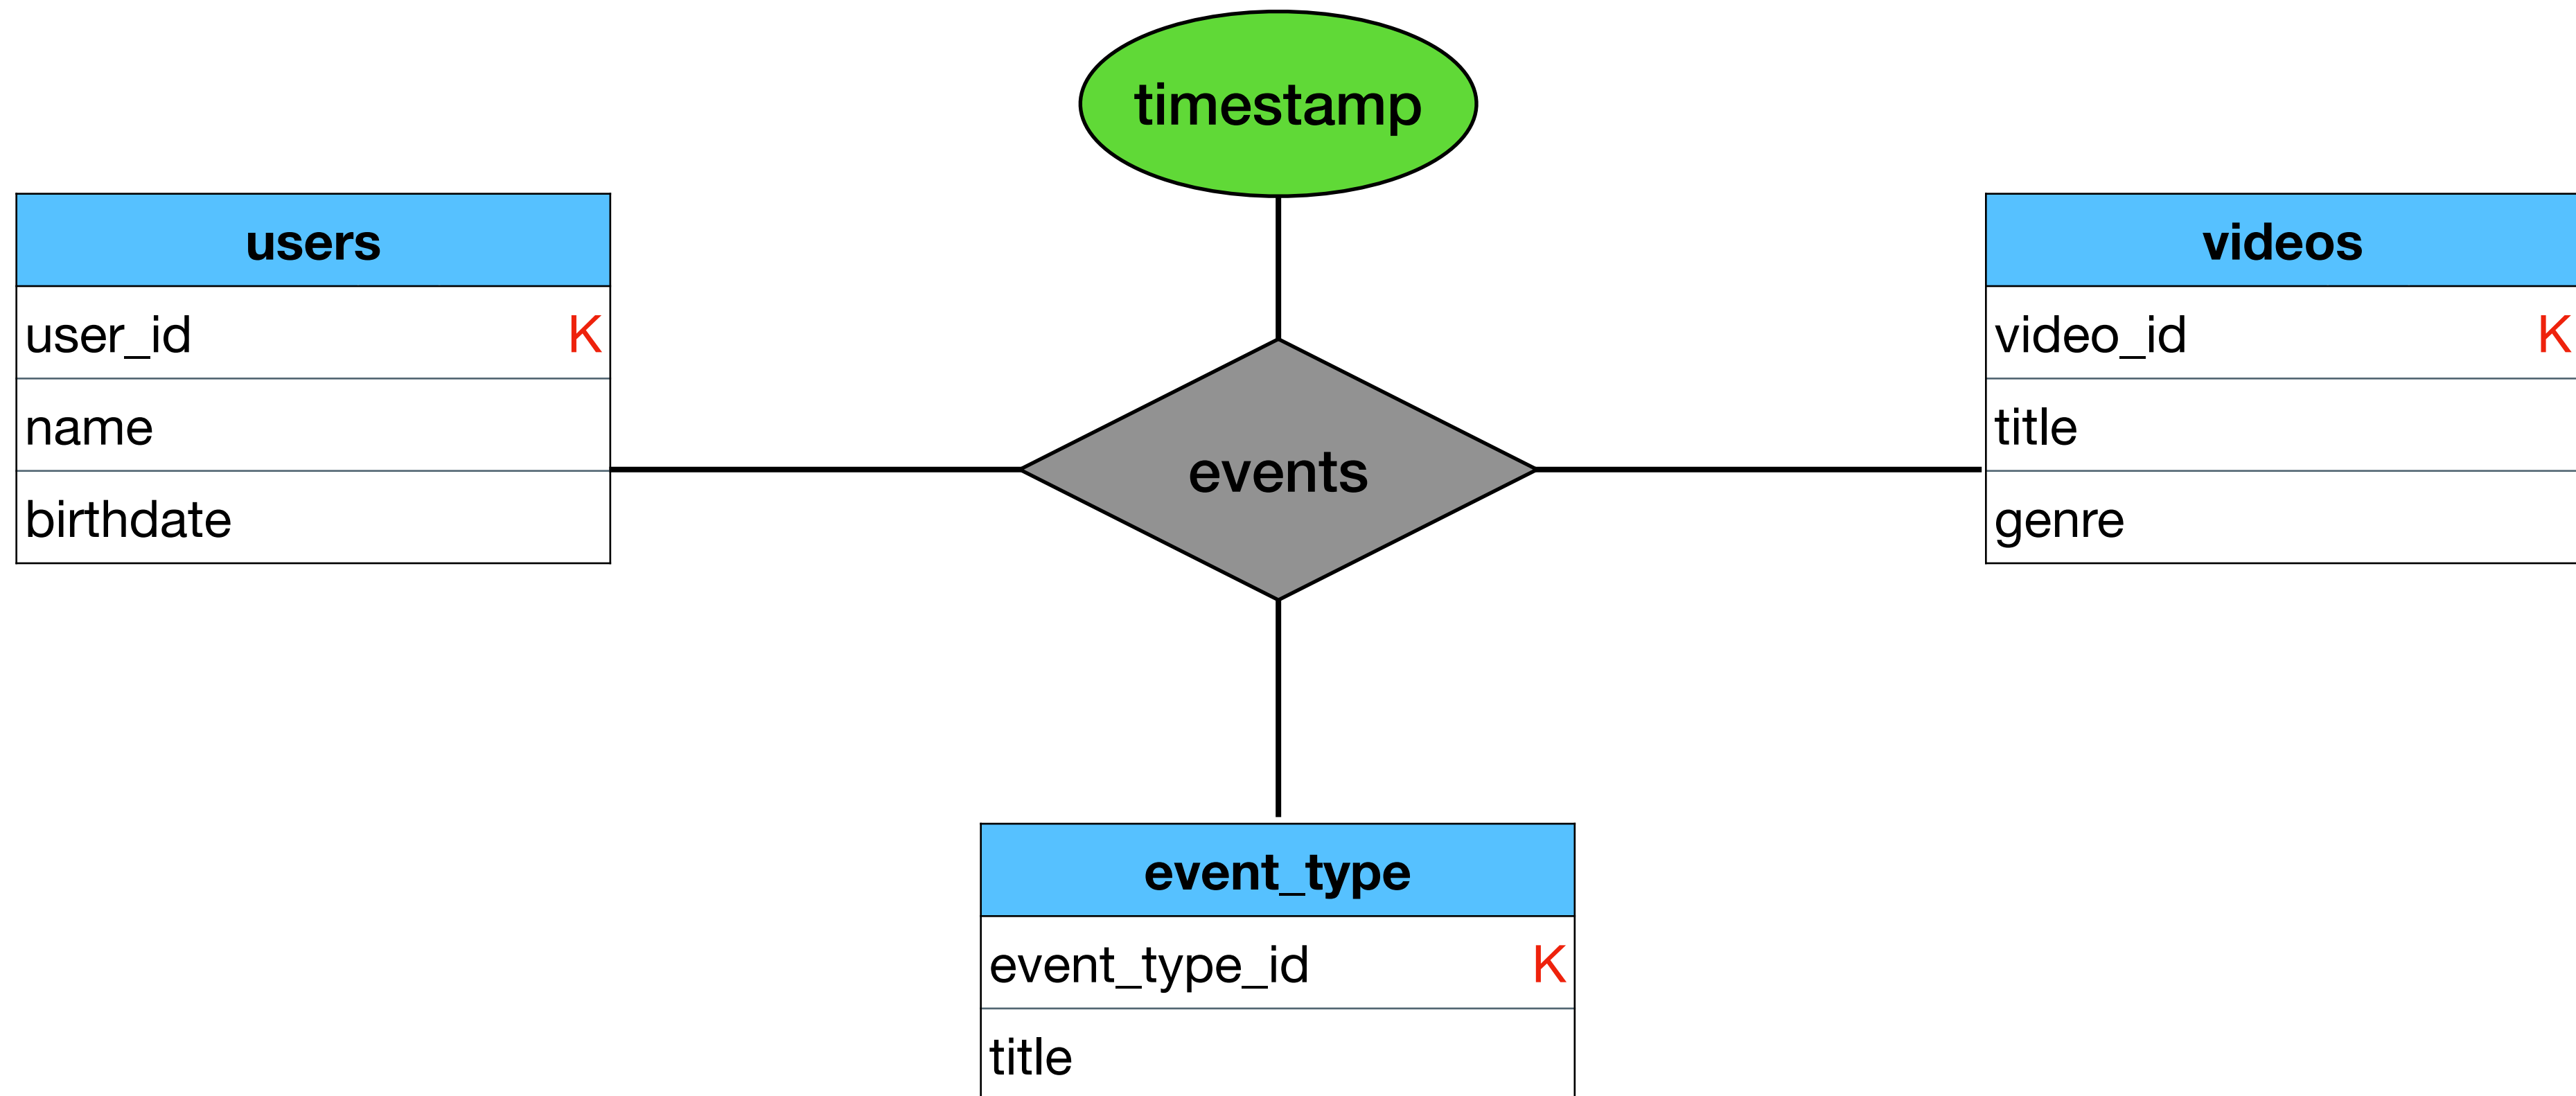 timestamp
users
user_id K
name
birthdate
events
videos
video_id K
title
genre
event_type
event_type_id K
title